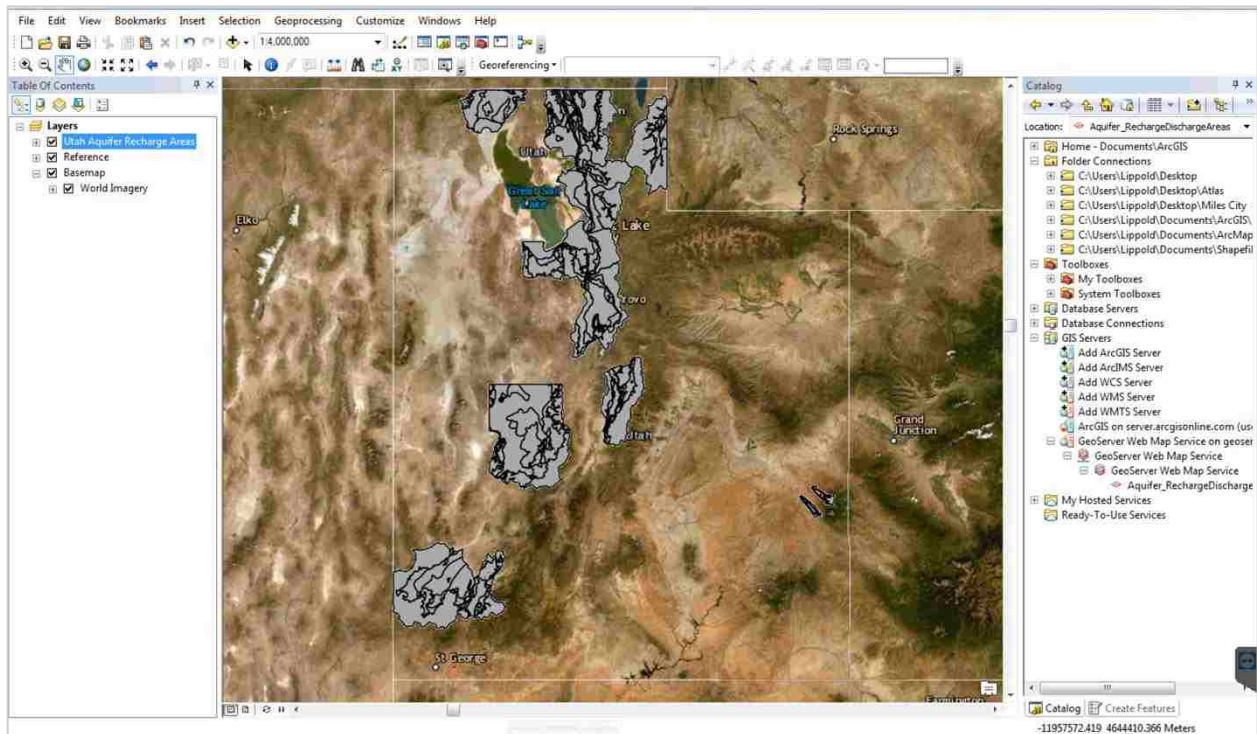 File Edit View Bookmarks Insert Selection Geoprocessing Customize Windows Help
1:4,000,000
Georeferencing
Table Of Contents
Layers
Utah Aquifer Recharge Areas
Reference
Basemap
World Imagery
Rock Springs
Utah
Great Salt
Lake
Elko
Lake
rovo
Grand
Junction
Utah
St George
Farmington
Catalog
Location: Aquifer_RechargeDischargeAreas
Home - Documents\ArcGIS
Folder Connections
C:\Users\Lippold\Desktop
C:\Users\Lippold\Desktop\Atlas
C:\Users\Lippold\Desktop\Miles City
C:\Users\Lippold\Documents\ArcGIS\
C:\Users\Lippold\Documents\ArcMap
C:\Users\Lippold\Documents\Shapefil
Toolboxes
My Toolboxes
System Toolboxes
Database Servers
Database Connections
GIS Servers
Add ArcGIS Server
Add ArcIMS Server
Add WCS Server
Add WMS Server
Add WMTS Server
ArcGIS on server.arcgisonline.com (us
GeoServer Web Map Service on geoser
GeoServer Web Map Service
GeoServer Web Map Service
Aquifer_RechargeDischarge
My Hosted Services
Ready-To-Use Services
Catalog Create Features
-11957572.419 4644410.366 Meters